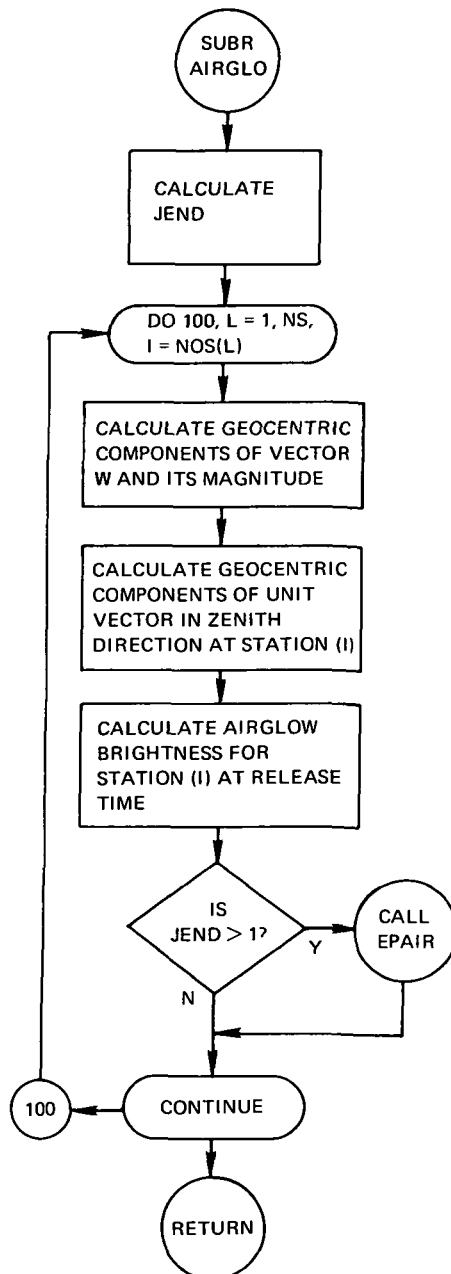 SUBR
AIRGLO
CALCULATE
JEND
DO 100, L = 1, NS,
I = NOS(L)
CALCULATE GEOCENTRIC
COMPONENTS OF VECTOR
W AND ITS MAGNITUDE
CALCULATE GEOCENTRIC
COMPONENTS OF UNIT
VECTOR IN ZENITH
DIRECTION AT STATION (I)
CALCULATE AIRGLOW
BRIGHTNESS FOR
STATION (I) AT RELEASE
TIME
IS
JEND > 1?
Y
CALL
EPAIR
N
100
CONTINUE
RETURN